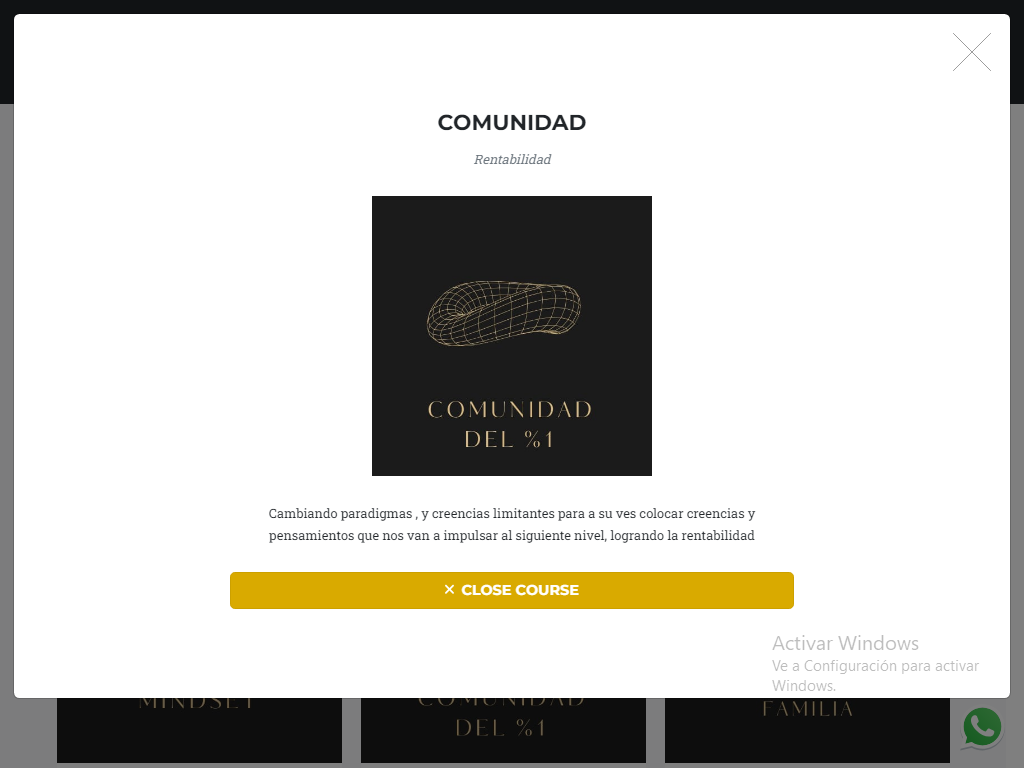 COMUNIDAD
Rentabilidad
COMUNIDAD
DEL %1
Cambiando paradigmas , y creencias limitantes para a su ves colocar creencias y
pensamientos que nos van a impulsar al siguiente nivel, logrando la rentabilidad
× CLOSE COURSE
Activar Windows
Ve a Configuración para activar
Windows.
MINDSET
COMUNIDAD
DEL %1
FAMILIA